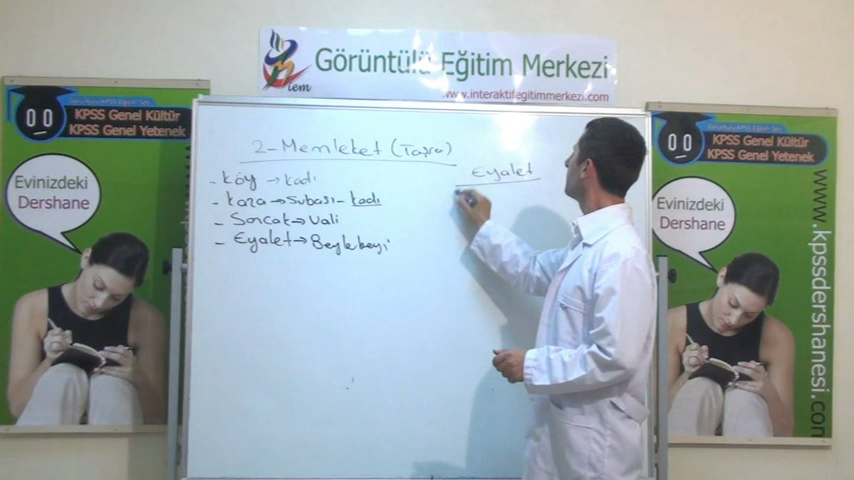 Görüntülü Eğitim Merkezi
iem
www.interaktifegitimmerkezi.com
KPSS Genel Kültür
KPSS Genel Yetenek
Evinizdeki
Dershane
2-Memleket (Taşra)
- Köy → Kadı
- Kaza → Subaşı - Kadı
- Sancak → Vali
- Eyalet → Beylerbeyi
Eyalet
KPSS Genel Kültür
KPSS Genel Yetenek
Evinizdeki
Dershane
www.kpssdershanesi.com